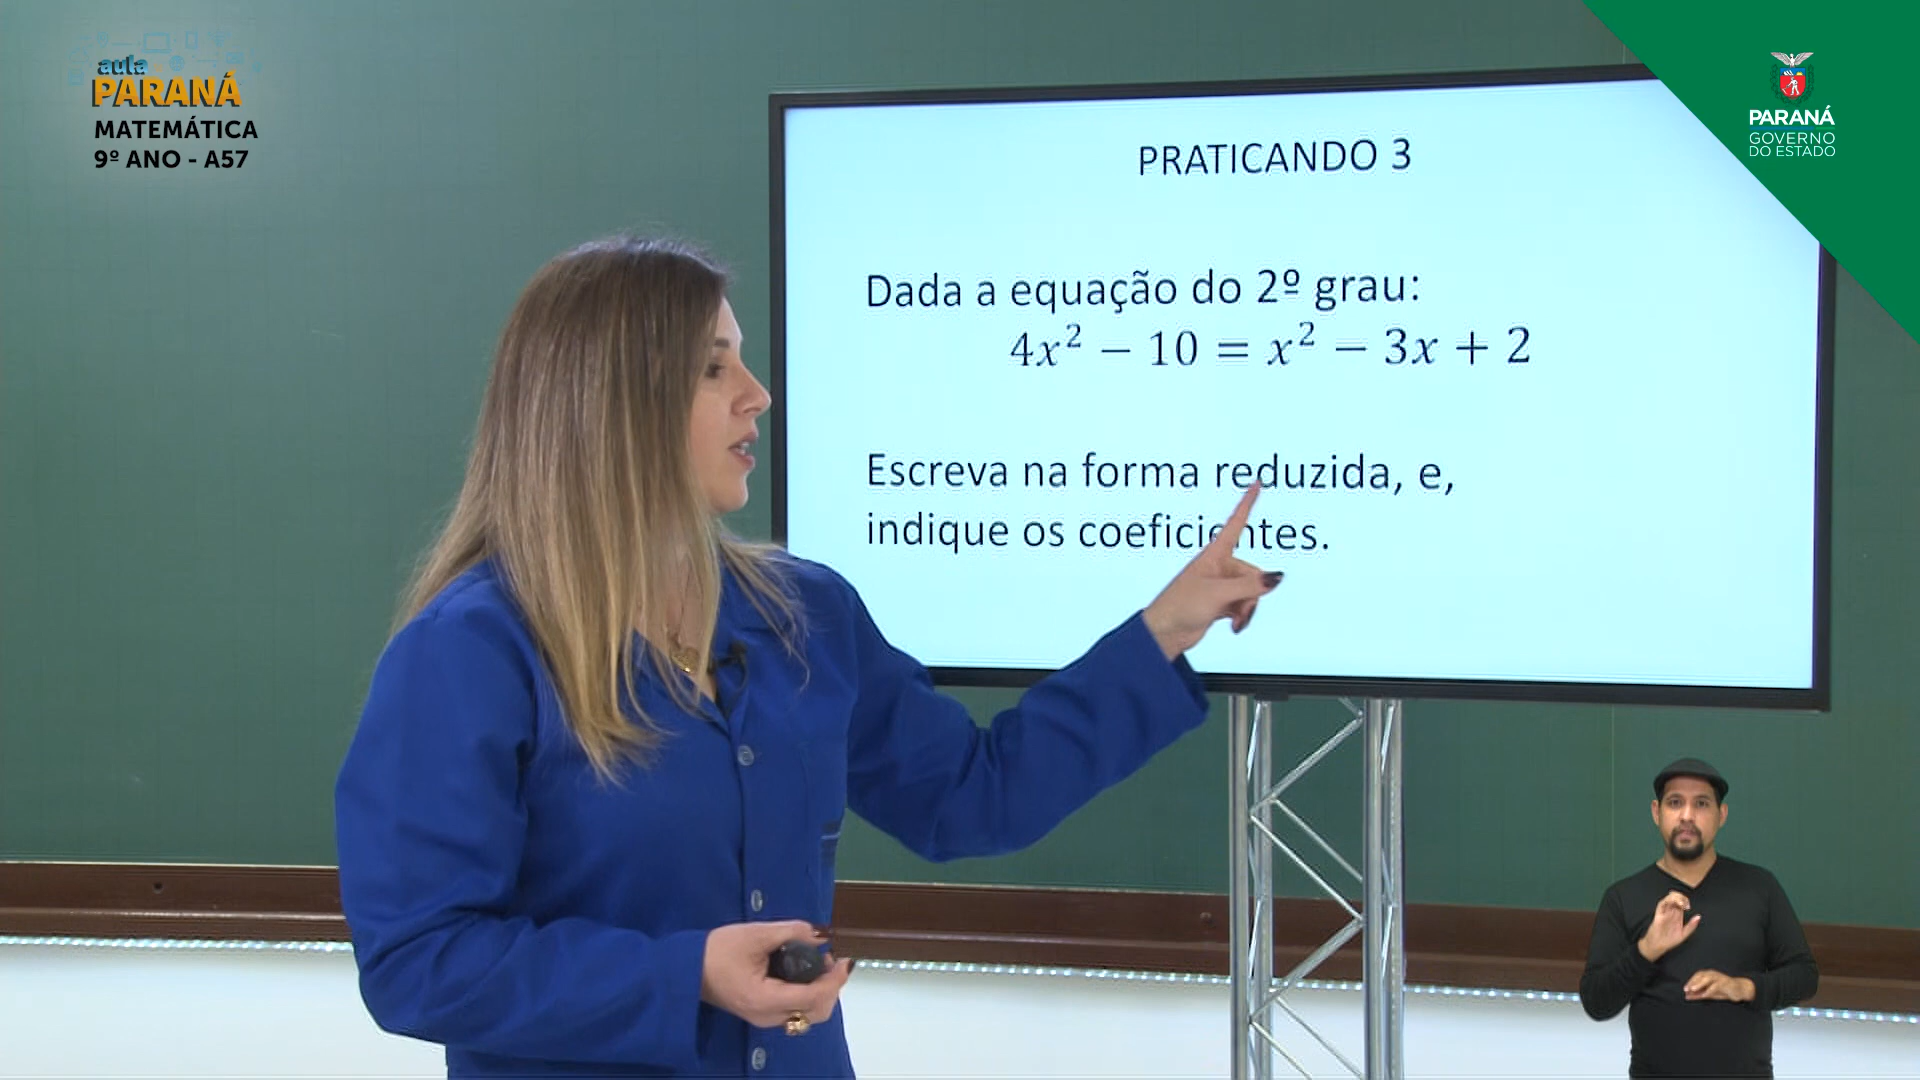 aula
PARANÁ
MATEMÁTICA
9º ANO - A57
PARANÁ
GOVERNO
DO ESTADO
PRATICANDO 3
Dada a equação do 2º grau:
4x² − 10 = x² − 3x + 2
Escreva na forma reduzida, e,
indique os coeficientes.